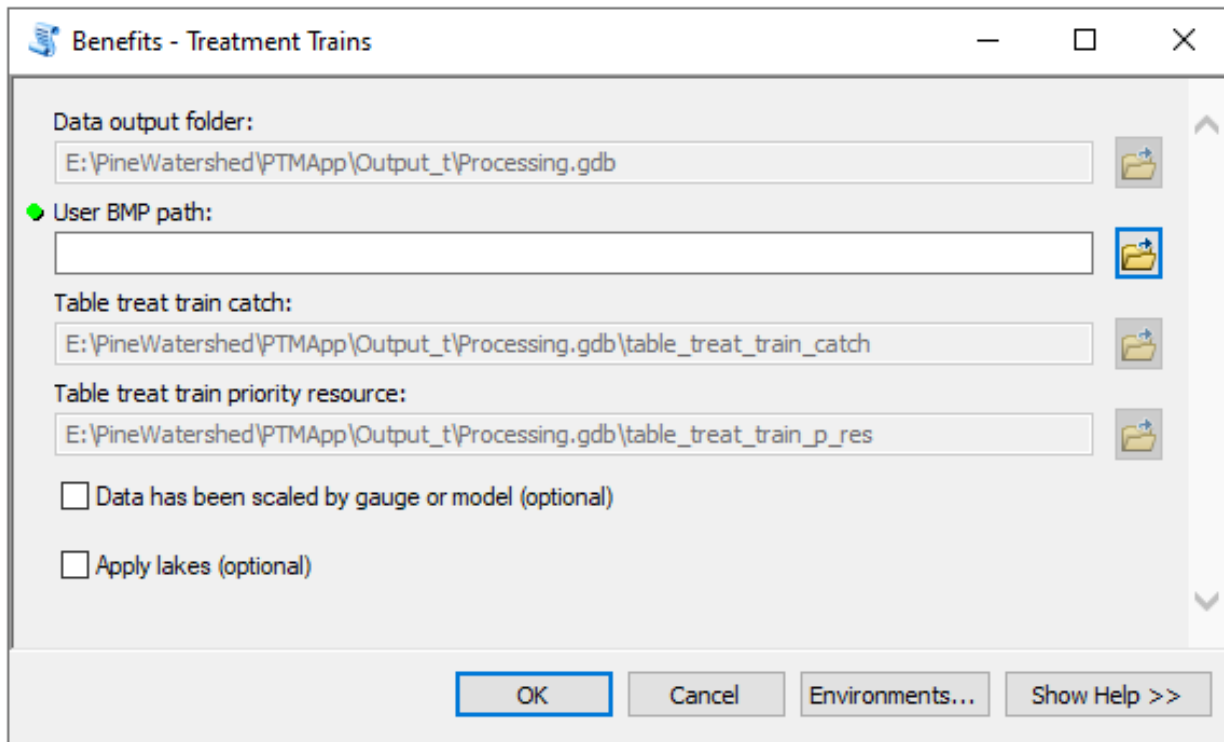 Benefits - Treatment Trains
Data output folder:
E:\PineWatershed\PTMApp\Output_t\Processing.gdb
User BMP path:
Table treat train catch:
E:\PineWatershed\PTMApp\Output_t\Processing.gdb\table_treat_train_catch
Table treat train priority resource:
E:\PineWatershed\PTMApp\Output_t\Processing.gdb\table_treat_train_p_res
Data has been scaled by gauge or model (optional)
Apply lakes (optional)
OK Cancel Environments... Show Help >>